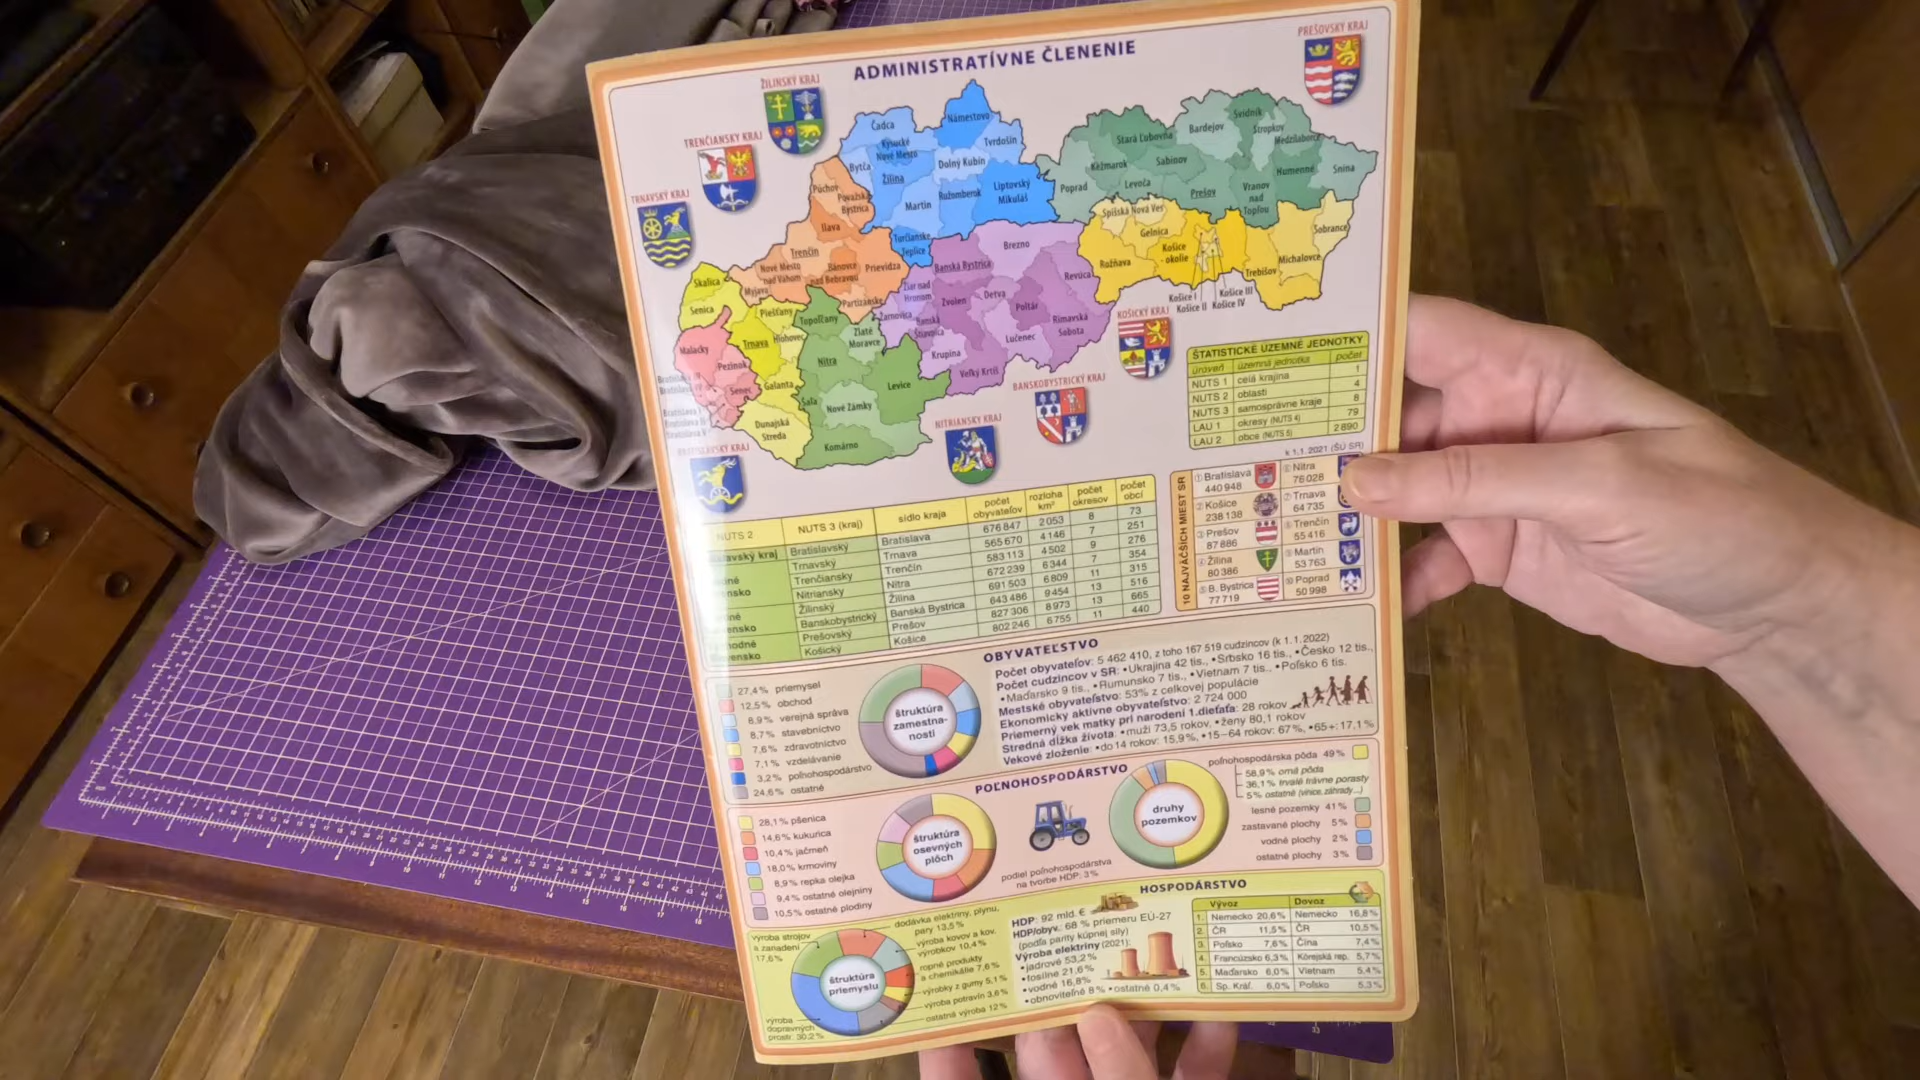 ADMINISTRATÍVNE ČLENENIE
PREŠOVSKÝ KRAJ
ŽILINSKÝ KRAJ
TRENČIANSKY KRAJ
TRNAVSKÝ KRAJ
Čadca
Námestovo
Kysucké
Nové Mesto
Tvrdošín
Bytča
Dolný Kubín
Žilina
Ružomberok
Liptovský
Mikuláš
Martin
Turčianske
Teplice
Púchov
Považská
Bystrica
Ilava
Trenčín
Nové Mesto
nad Váhom
Bánovce
nad Bebravou
Prievidza
Myjava
Partizánske
Stará Ľubovňa
Bardejov
Svidník
Stropkov
Medzilaborce
Kežmarok
Sabinov
Humenné
Snina
Poprad
Levoča
Prešov
Vranov
nad
Topľou
Spišská Nová Ves
Gelnica
Rožňava
Košice
- okolie
Trebišov
Michalovce
Sobrance
Košice I
Košice II
Košice III
Košice IV
Skalica
Senica
Piešťany
Trnava
Hlohovec
Galanta
Dunajská
Streda
Malacky
Pezinok
Senec
Topoľčany
Zlaté
Moravce
Nitra
Levice
Šaľa
Nové Zámky
Komárno
Banská Bystrica
Brezno
Revúca
Žiar nad
Hronom
Zvolen
Detva
Poltár
Žarnovica
Banská
Štiavnica
Rimavská
Sobota
Lučenec
Krupina
Veľký Krtíš
KOŠICKÝ KRAJ
BANSKOBYSTRICKÝ KRAJ
NITRIANSKY KRAJ
BRATISLAVSKÝ KRAJ
ŠTATISTICKÉ ÚZEMNÉ JEDNOTKY
úroveň územná jednotka počet
NUTS 1 celá krajina 1
NUTS 2 oblasti 4
NUTS 3 samosprávne kraje 8
LAU 1 okresy (NUTS 4) 79
LAU 2 obce (NUTS 5) 2 890
k 1.1.2021 (ŠÚ SR)
10 NAJVÄČŠÍCH MIEST SR
① Bratislava
440 948
② Košice
238 138
③ Prešov
87 886
④ Žilina
80 386
⑤ B. Bystrica
77 719
⑥ Nitra
76 028
⑦ Trnava
64 735
⑧ Trenčín
55 416
⑨ Martin
53 763
⑩ Poprad
50 998
NUTS 2 NUTS 3 (kraj) sídlo kraja počet obyvateľov rozloha km² počet okresov počet obcí
Bratislavský Bratislava 676 847 2 053 8 73
Trnavský Trnava 565 670 4 146 7 251
Trenčiansky Trenčín 583 113 4 502 9 276
Nitriansky Nitra 672 239 6 344 7 354
Žilinský Žilina 691 503 6 809 11 315
Banskobystrický Banská Bystrica 643 486 9 454 13 516
Prešovský Prešov 827 306 8 973 13 665
Košický Košice 802 246 6 755 11 440
OBYVATEĽSTVO
Počet obyvateľov: 5 462 410, z toho 167 519 cudzincov (k 1.1.2022)
Počet cudzincov v SR: •Ukrajina 42 tis., •Srbsko 16 tis., •Česko 12 tis.,
•Maďarsko 9 tis., •Rumunsko 7 tis., •Vietnam 7 tis., •Poľsko 6 tis.
Mestské obyvateľstvo: 53% z celkovej populácie
Ekonomicky aktívne obyvateľstvo: 2 724 000
Priemerný vek matky pri narodení 1.dieťaťa: 28 rokov
Stredná dĺžka života: •muži 73,5 rokov, •ženy 80,1 rokov
Vekové zloženie: •do 14 rokov: 15,9%, •15–64 rokov: 67%, •65+: 17,1%
27,4% priemysel
12,5% obchod
8,9% verejná správa
8,7% stavebníctvo
7,6% zdravotníctvo
7,1% vzdelávanie
3,2% poľnohospodárstvo
24,6% ostatné
štruktúra
zamestna-
nosti
POĽNOHOSPODÁRSTVO
28,1% pšenica
14,6% kukurica
10,4% jačmeň
18,0% krmoviny
8,9% repka olejka
9,4% ostatné olejniny
10,5% ostatné plodiny
štruktúra
osevných
plôch
podiel poľnohospodárstva
na tvorbe HDP: 3%
druhy
pozemkov
poľnohospodárska pôda 49%
58,9% orná pôda
36,1% trvalé trávne porasty
5% ostatné (vinice, záhrady...)
lesné pozemky 41%
zastavané plochy 5%
vodné plochy 2%
ostatné plochy 3%
HOSPODÁRSTVO
výroba strojov
a zariadení
17,6%
dodávka elektriny, plynu,
pary 13,5%
výroba kovov a kov.
výrobkov 10,4%
ropné produkty
a chemikálie 7,6%
výrobky z gumy 5,1%
výroba potravín 3,6%
ostatná výroba 12%
výroba
dopravných
prostr. 30,2%
štruktúra
priemyslu
HDP: 92 mld. €
HDP/obyv.: 68 % priemeru EÚ-27
(podľa parity kúpnej sily)
Výroba elektriny (2021):
•jadrové 53,2%
•fosílne 21,6%
•vodné 16,8%
•obnoviteľné 8% •ostatné 0,4%
Vývoz Dovoz
1. Nemecko 20,6% Nemecko 16,8%
2. ČR 11,5% ČR 10,5%
3. Poľsko 7,6% Čína 7,4%
4. Francúzsko 6,3% Kórejská rep. 5,7%
5. Maďarsko 6,0% Vietnam 5,4%
6. Sp. Kráľ. 6,0% Poľsko 5,3%